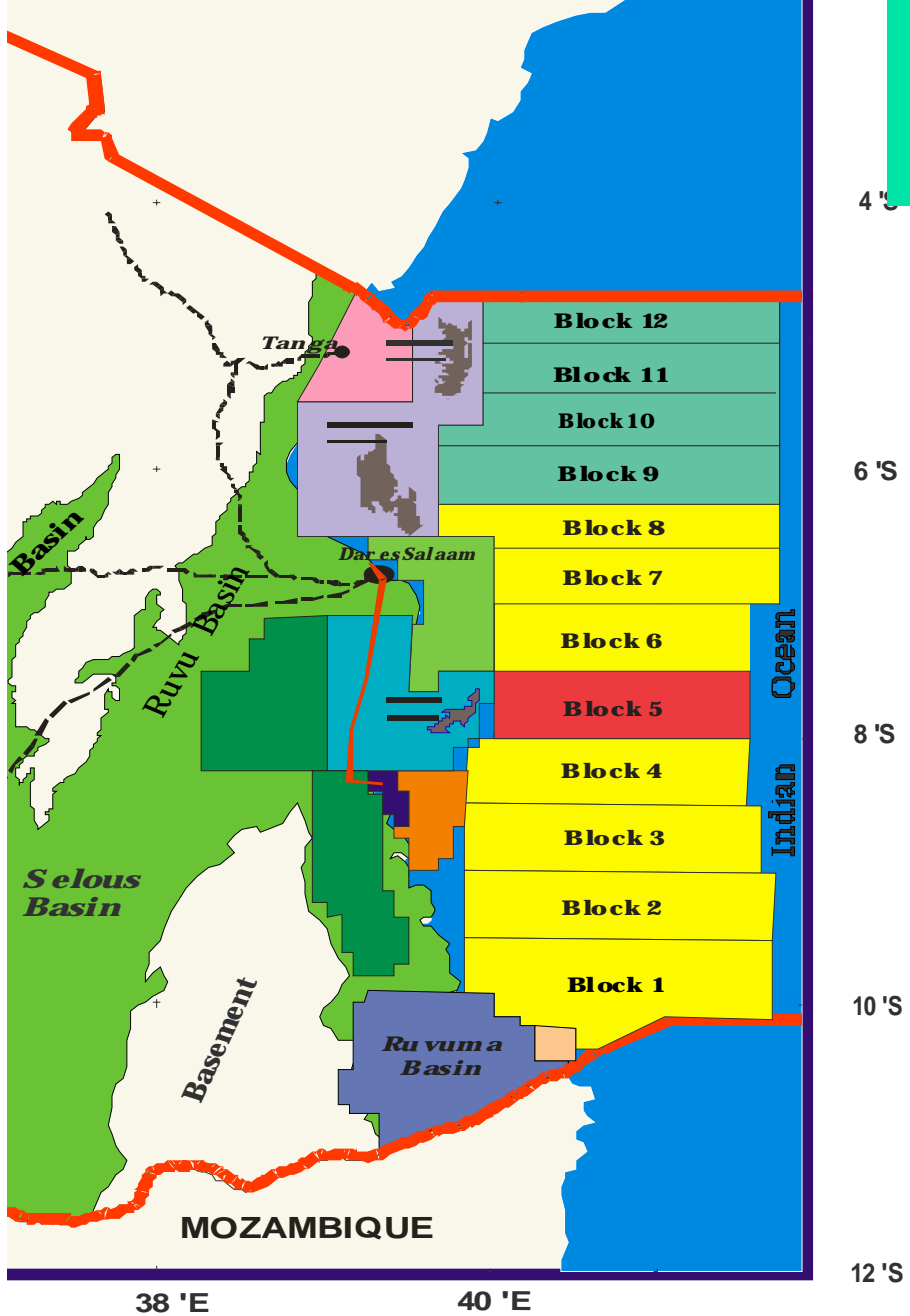 4 'S
Block 12
Tanga
Block 11
Block 10
6 'S
Block 9
Basin
Block 8
Dar es Salaam
Block 7
Ruvu Basin
Block 6
Indian Ocean
Block 5
8 'S
Block 4
Block 3
Selous
Basin
Block 2
Block 1
10 'S
Basement
Ruvuma
Basin
MOZAMBIQUE
12 'S
38 'E
40 'E